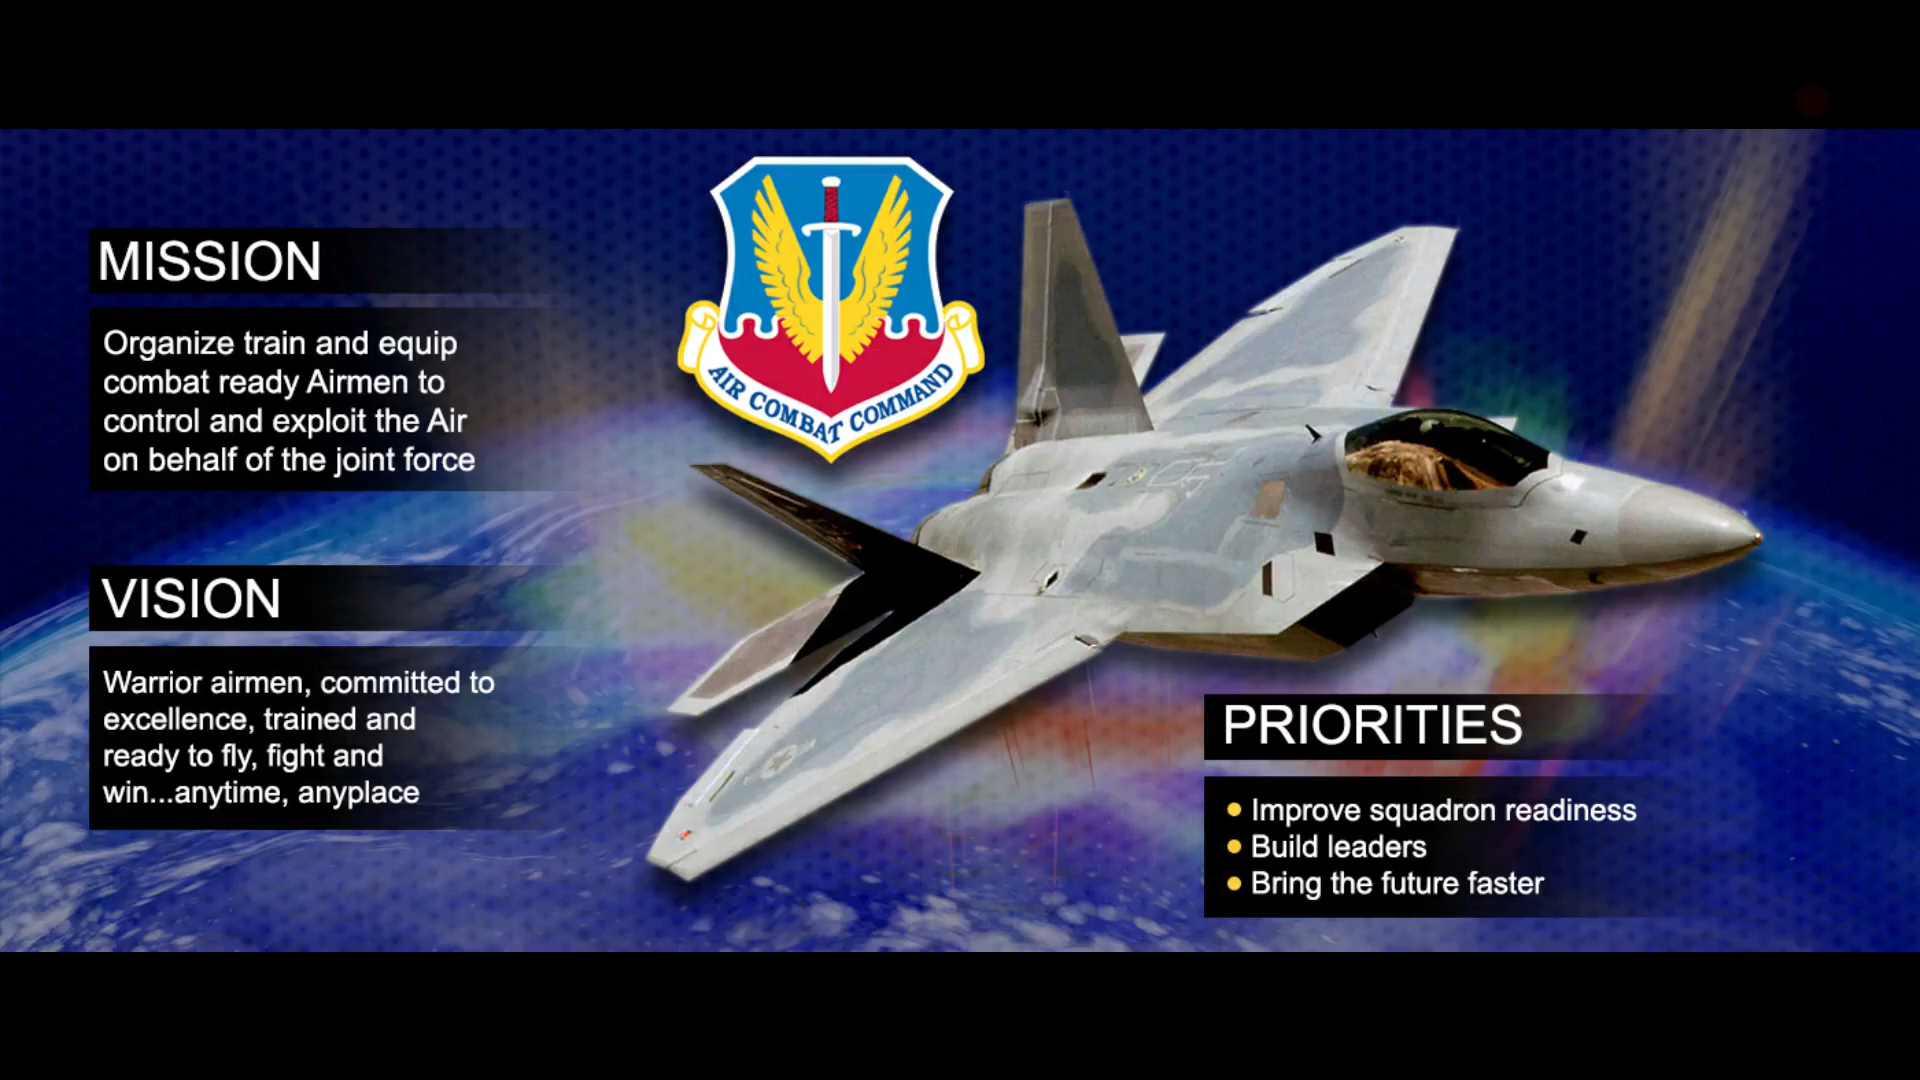 AIR COMBAT COMMAND
MISSION
Organize train and equip
combat ready Airmen to
control and exploit the Air
on behalf of the joint force
VISION
Warrior airmen, committed to
excellence, trained and
ready to fly, fight and
win...anytime, anyplace
PRIORITIES
Improve squadron readiness
Build leaders
Bring the future faster